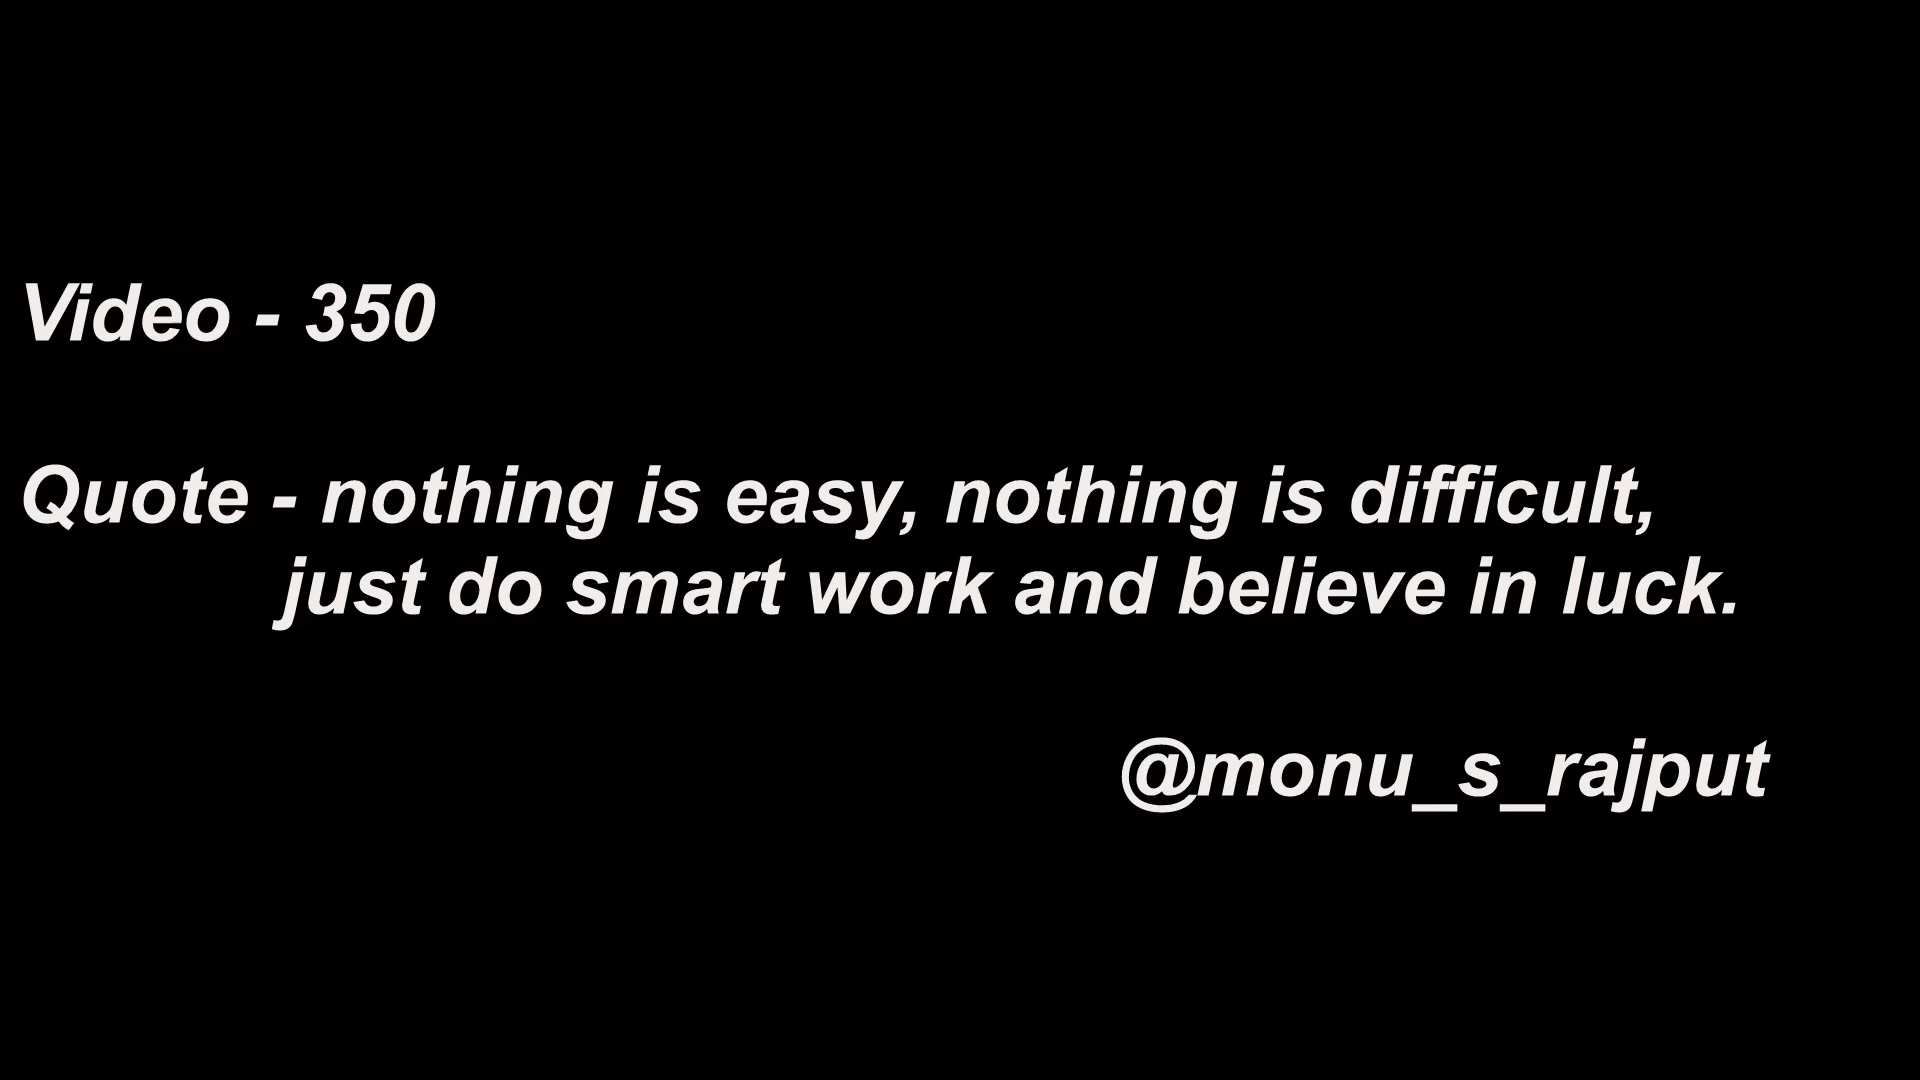 Video - 350
Quote - nothing is easy, nothing is difficult,
just do smart work and believe in luck.
@monu_s_rajput